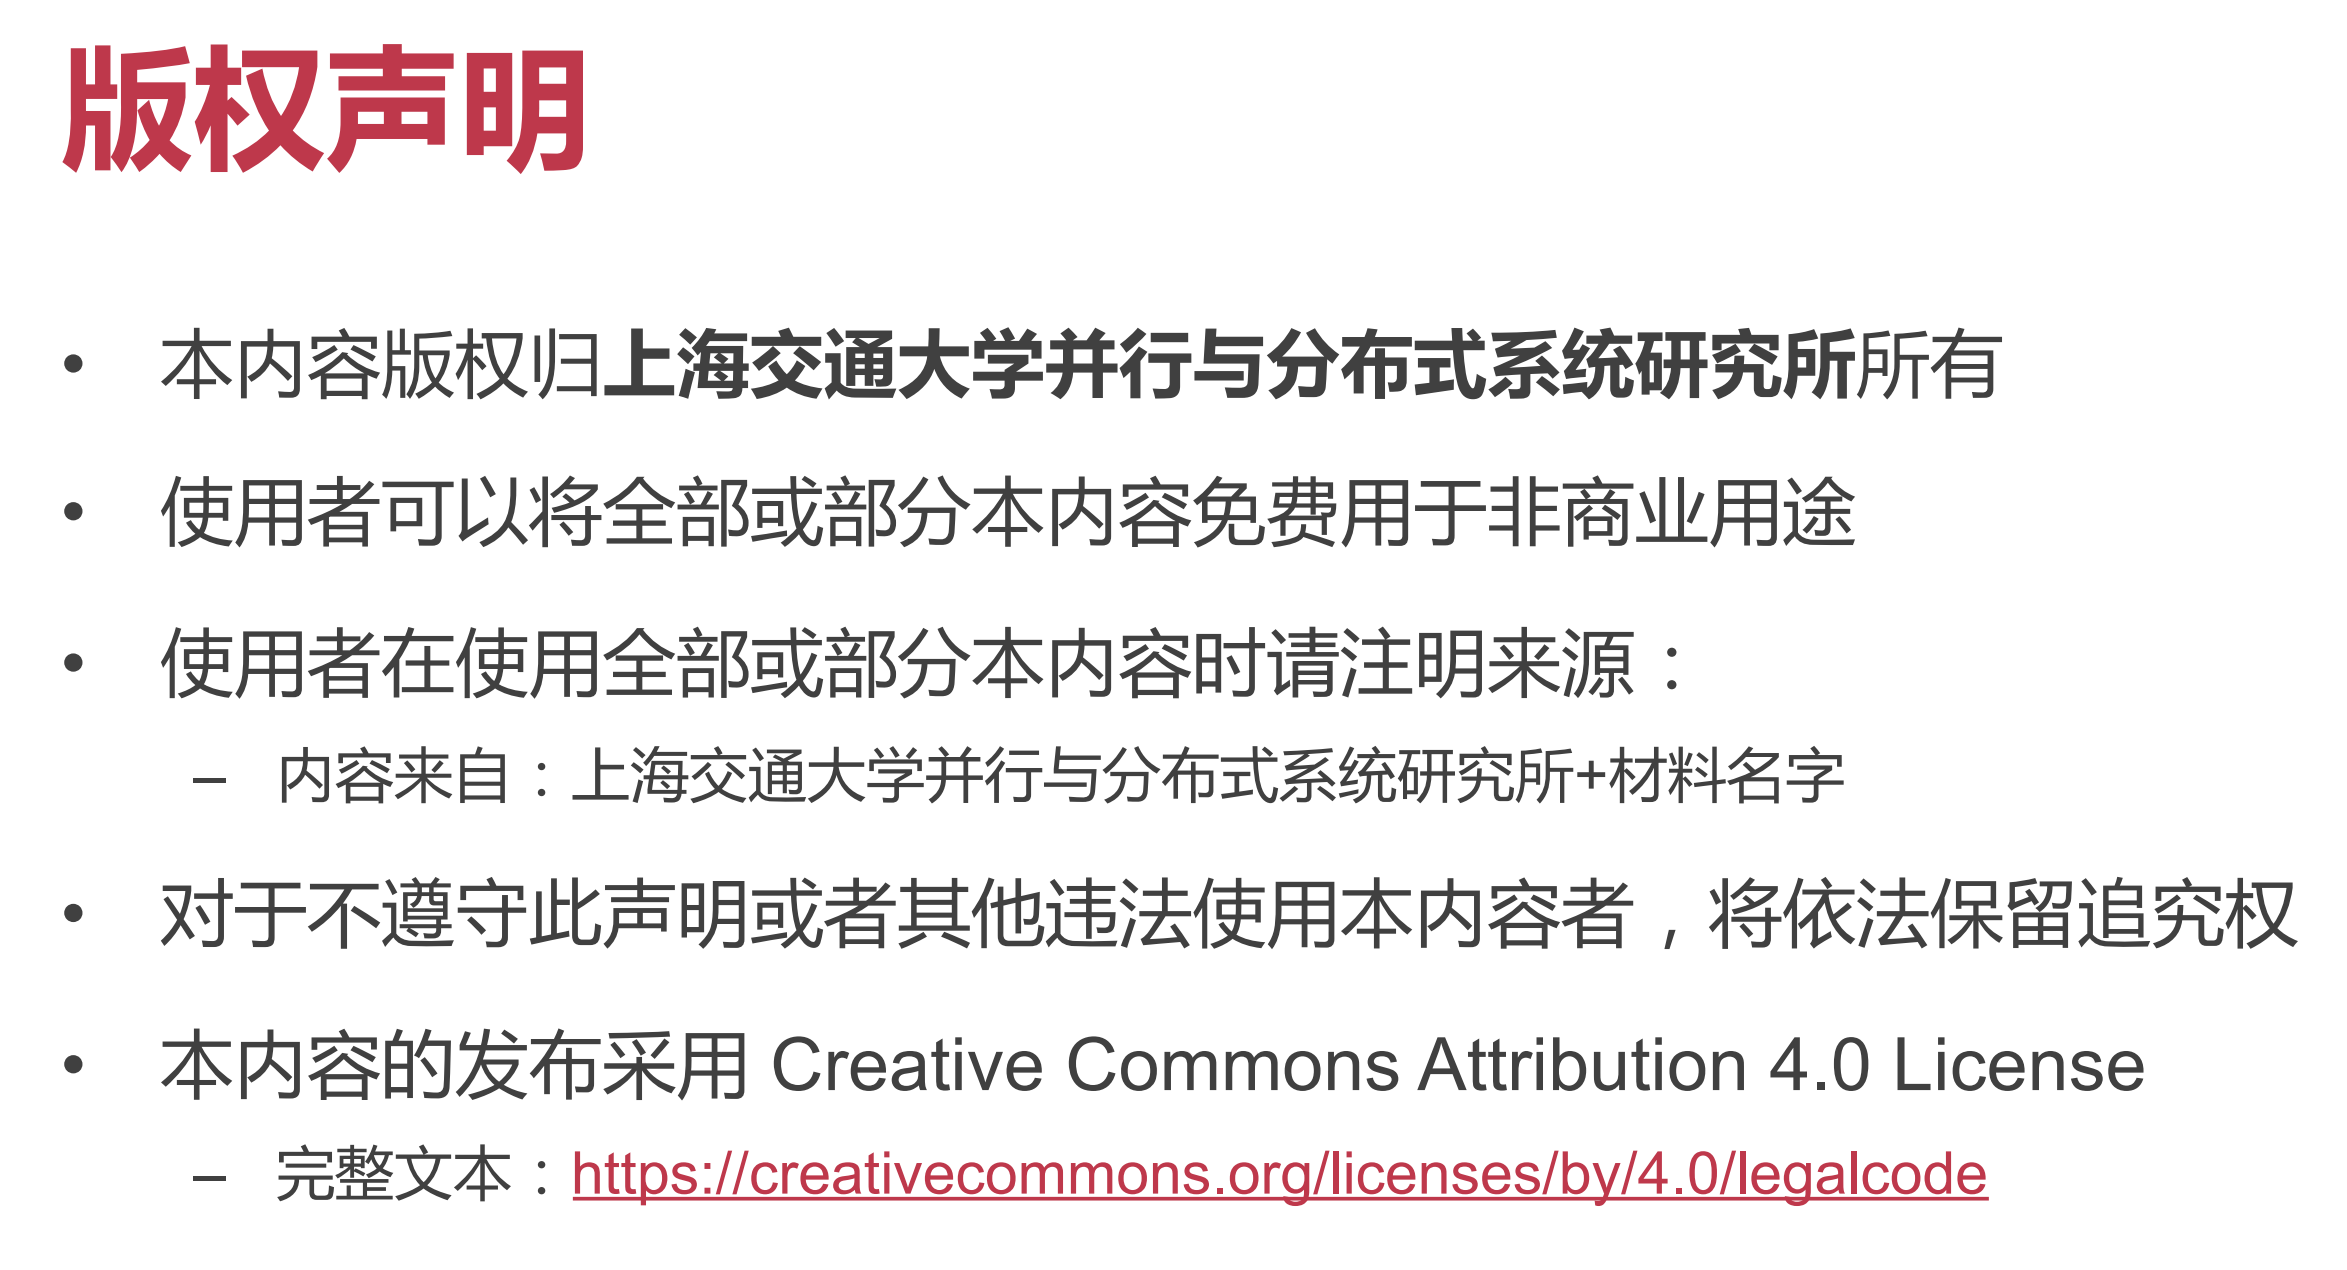 版权声明
• 本内容版权归上海交通大学并行与分布式系统研究所所有
• 使用者可以将全部或部分本内容免费用于非商业用途
• 使用者在使用全部或部分本内容时请注明来源：
– 内容来自：上海交通大学并行与分布式系统研究所+材料名字
• 对于不遵守此声明或者其他违法使用本内容者，将依法保留追究权
• 本内容的发布采用 Creative Commons Attribution 4.0 License
– 完整文本：https://creativecommons.org/licenses/by/4.0/legalcode